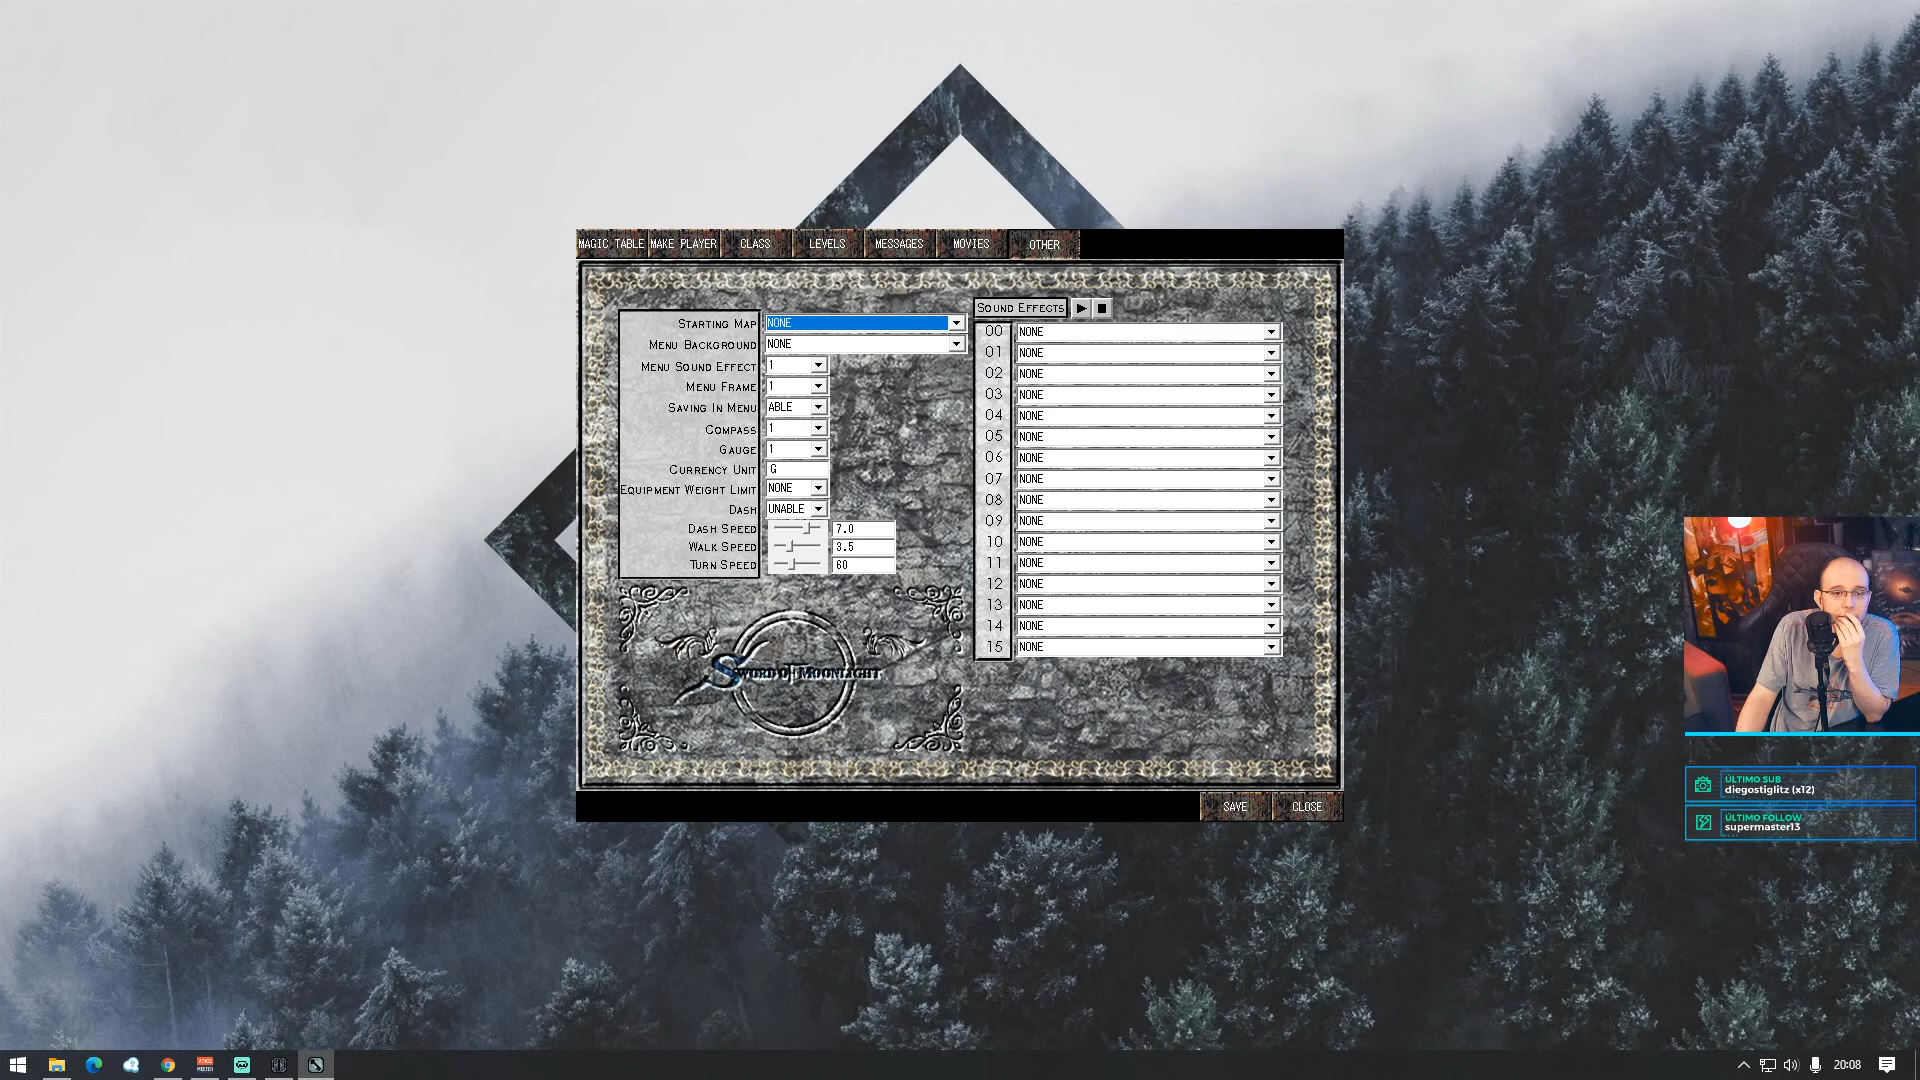 MAGIC TABLE MAKE PLAYER CLASS LEVELS MESSAGES MOVIES OTHER
STARTING MAP NONE
MENU BACKGROUND NONE
MENU SOUND EFFECT 1
MENU FRAME 1
SAVING IN MENU ABLE
COMPASS 1
GAUGE 1
CURRENCY UNIT G
EQUIPMENT WEIGHT LIMIT NONE
DASH UNABLE
DASH SPEED 7.0
WALK SPEED 3.5
TURN SPEED 60
SWORD OF MOONLIGHT
SOUND EFFECTS
00 NONE
01 NONE
02 NONE
03 NONE
04 NONE
05 NONE
06 NONE
07 NONE
08 NONE
09 NONE
10 NONE
11 NONE
12 NONE
13 NONE
14 NONE
15 NONE
SAVE CLOSE
ÚLTIMO SUB
diegostiglitz (x12)
ÚLTIMO FOLLOW
supermaster13
VOICE
MEETER
20:08